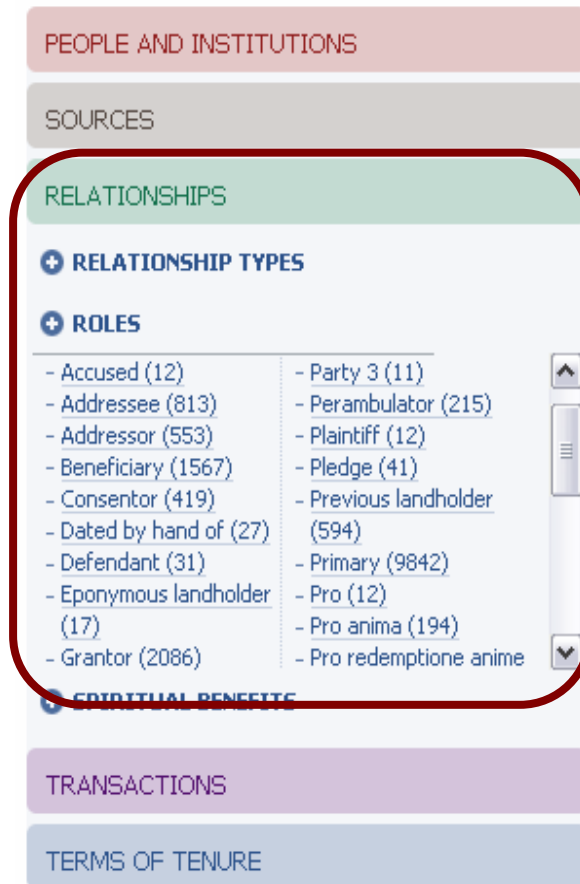 PEOPLE AND INSTITUTIONS
SOURCES
RELATIONSHIPS
RELATIONSHIP TYPES
ROLES
- Accused (12)
- Addressee (813)
- Addressor (553)
- Beneficiary (1567)
- Consentor (419)
- Dated by hand of (27)
- Defendant (31)
- Eponymous landholder
(17)
- Grantor (2086)
- Party 3 (11)
- Perambulator (215)
- Plaintiff (12)
- Pledge (41)
- Previous landholder
(594)
- Primary (9842)
- Pro (12)
- Pro anima (194)
- Pro redemptione anime
SPIRITUAL BENEFITS
TRANSACTIONS
TERMS OF TENURE